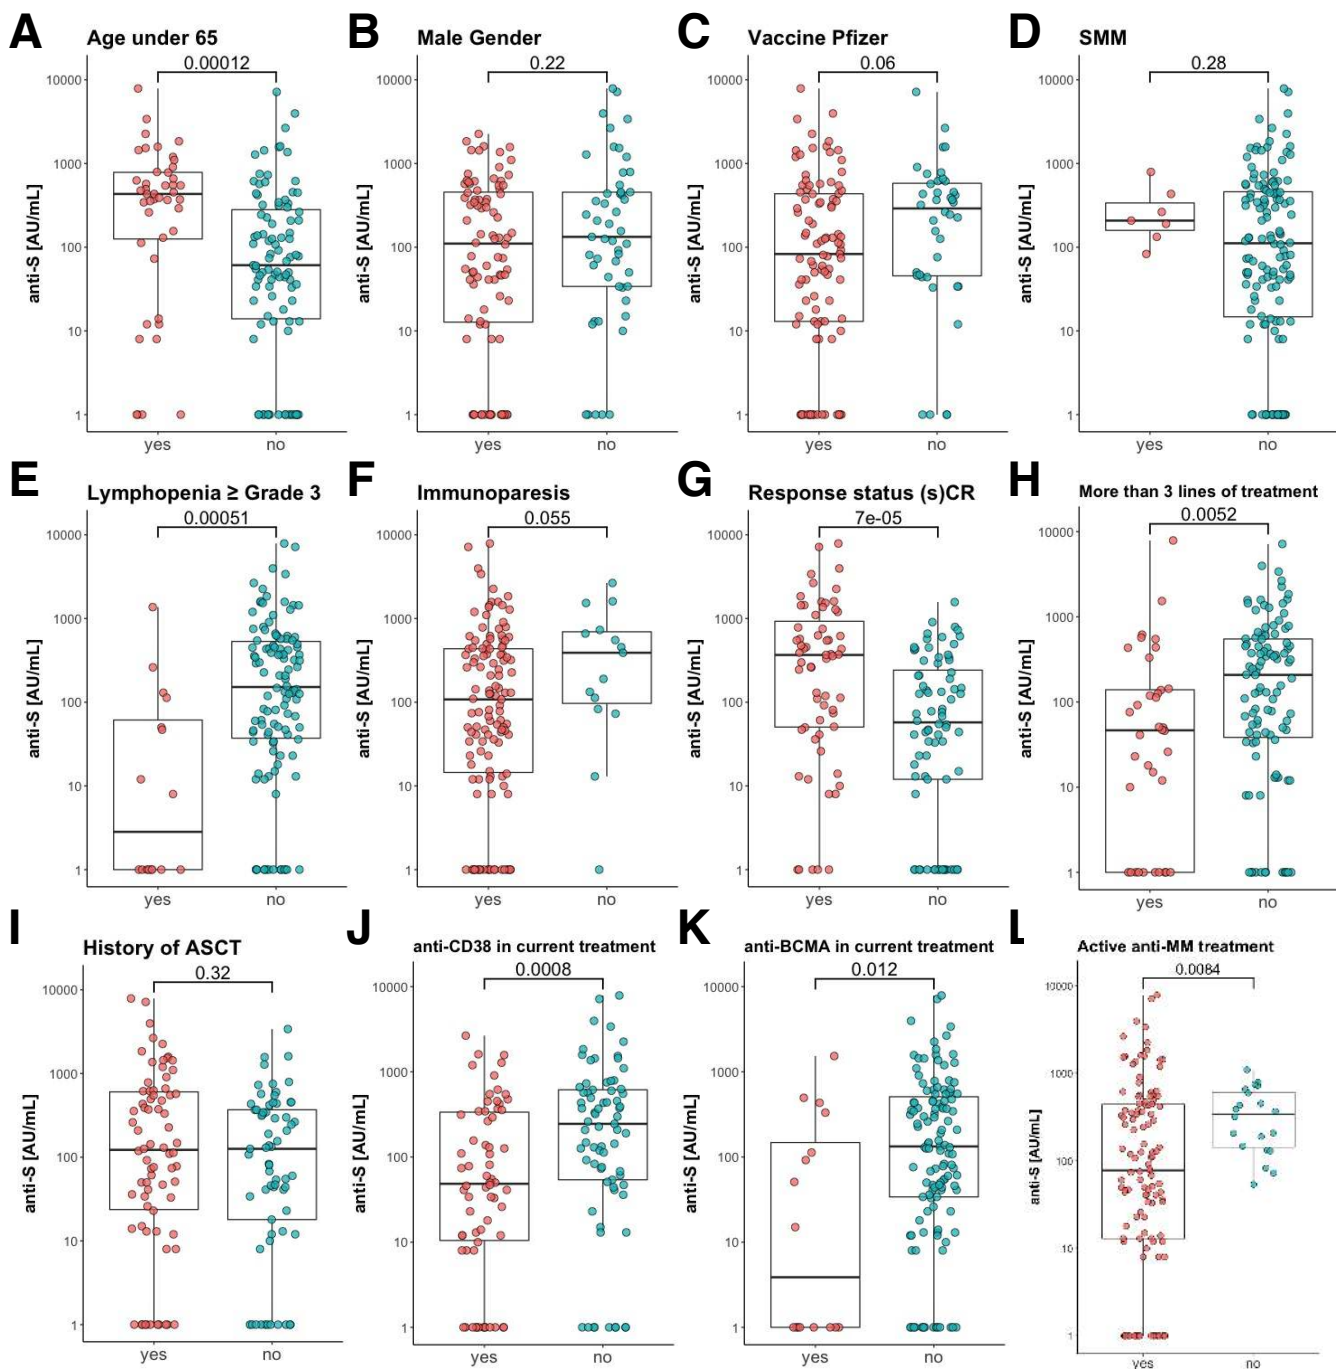 A Age under 65
0.00012
anti-S [AU/mL]
10000
1000
100
10
1
yes no
B Male Gender
0.22
anti-S [AU/mL]
10000
1000
100
10
1
yes no
C Vaccine Pfizer
0.06
anti-S [AU/mL]
10000
1000
100
10
1
yes no
D SMM
0.28
anti-S [AU/mL]
10000
1000
100
10
1
yes no
E Lymphopenia ≥ Grade 3
0.00051
anti-S [AU/mL]
10000
1000
100
10
1
yes no
F Immunoparesis
0.055
anti-S [AU/mL]
10000
1000
100
10
1
yes no
G Response status (s)CR
7e-05
anti-S [AU/mL]
10000
1000
100
10
1
yes no
H More than 3 lines of treatment
0.0052
anti-S [AU/mL]
10000
1000
100
10
1
yes no
I History of ASCT
0.32
anti-S [AU/mL]
10000
1000
100
10
1
yes no
J anti-CD38 in current treatment
0.0008
anti-S [AU/mL]
10000
1000
100
10
1
yes no
K anti-BCMA in current treatment
0.012
anti-S [AU/mL]
10000
1000
100
10
1
yes no
L Active anti-MM treatment
0.0084
anti-S [AU/mL]
10000
1000
100
10
1
yes no